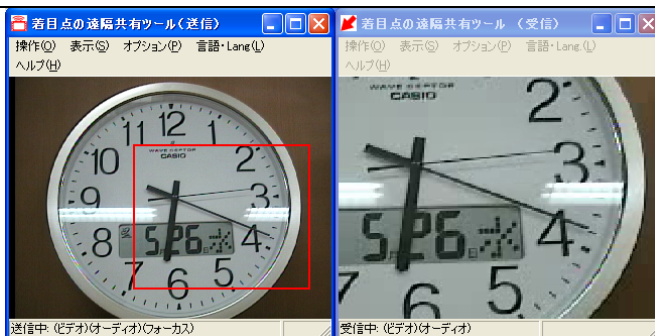 着目点の遠隔共有ツール(送信)
操作(O) 表示(S) オプション(P) 言語・Lang(L)
ヘルプ(H)
12
11 1
10 2
9 3
8 4
7 5
6
WAVE CEPTOR
CASIO
5 26 水
送信中: (ビデオ)(オーディオ)(フォーカス)
着目点の遠隔共有ツール (受信)
操作(O) 表示(S) オプション(P) 言語・Lang.(L)
ヘルプ(H)
WAVE CEPTOR
CASIO
2
3
5 26 水 4
6 5
受信中: (ビデオ)(オーディオ)